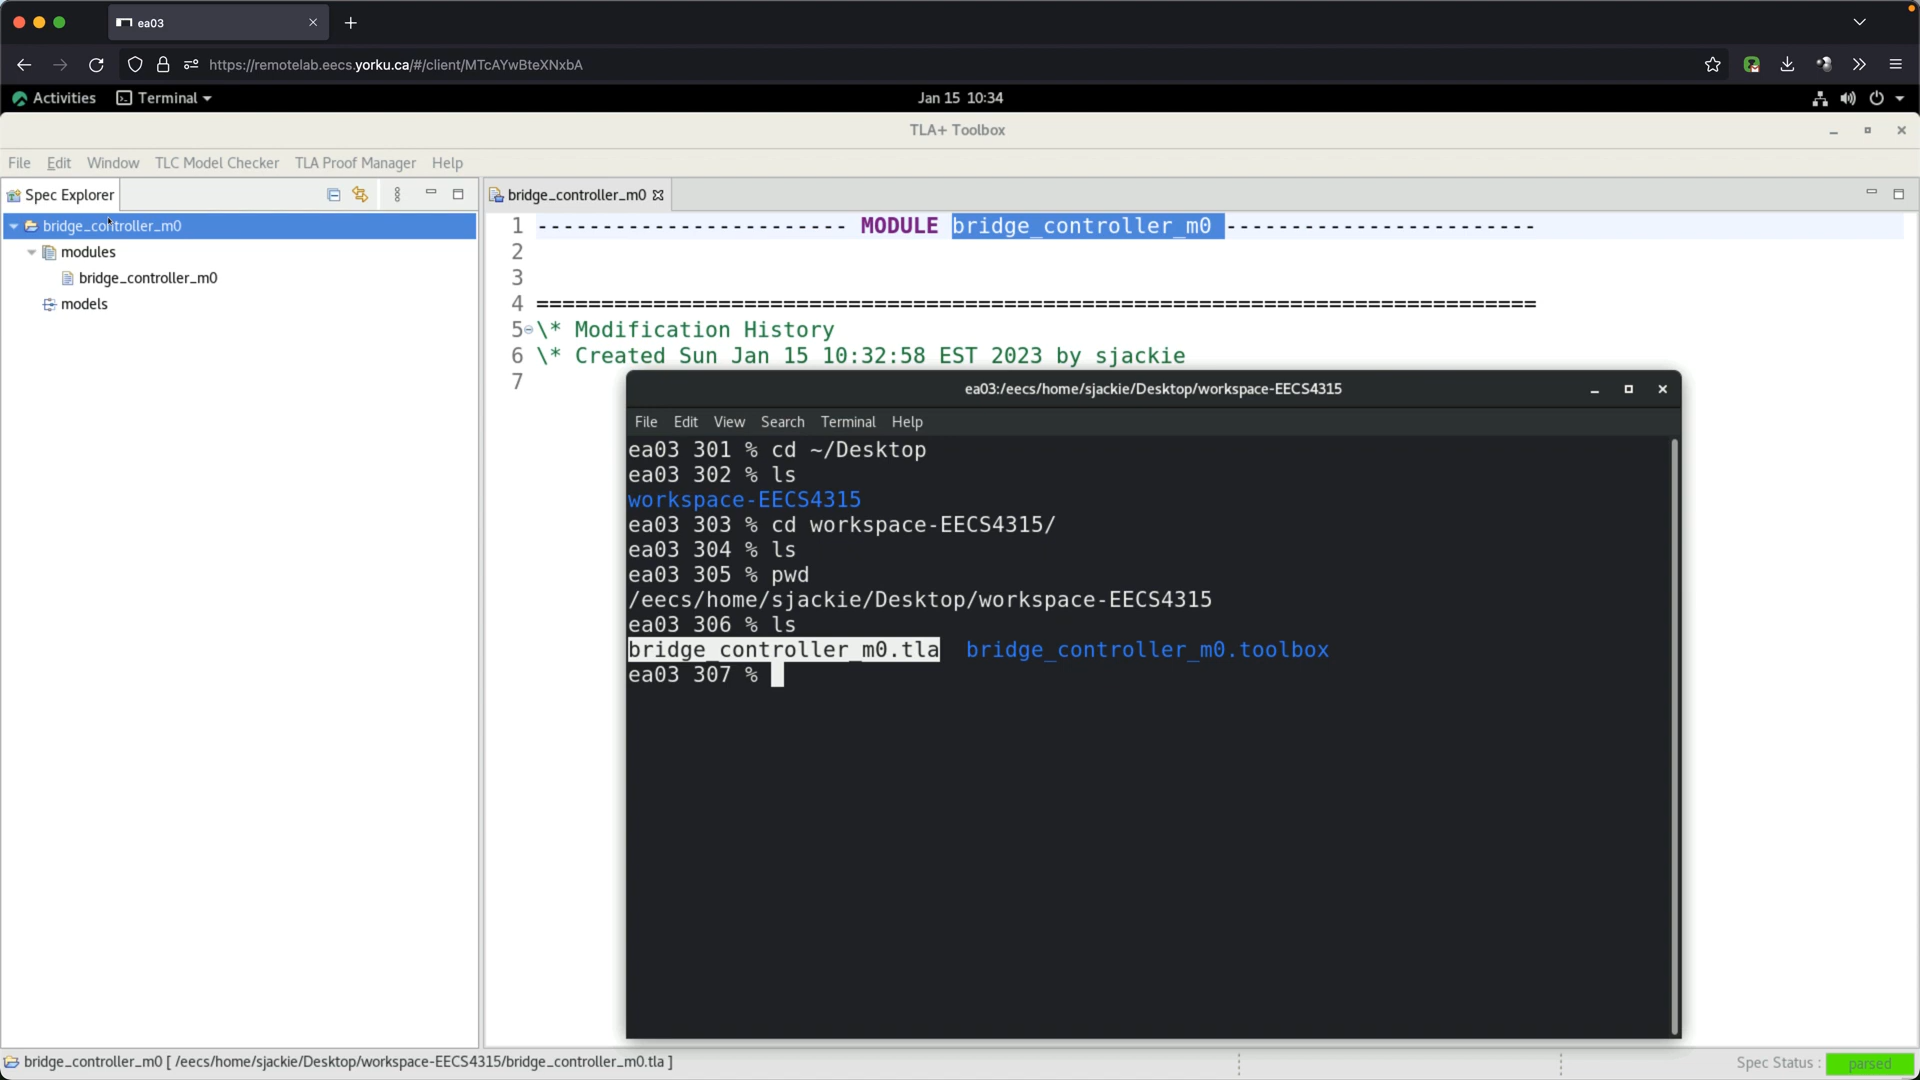 ea03
https://remotelab.eecs.yorku.ca/#/client/MTcAYwBteXNxbA
Activities Terminal Jan 15 10:34
TLA+ Toolbox
File Edit Window TLC Model Checker TLA Proof Manager Help
Spec Explorer
bridge_controller_m0
modules
bridge_controller_m0
models
bridge_controller_m0
1 ------------------------ MODULE bridge_controller_m0 ------------------------
2
3
4 =============================================================================
5 \* Modification History
6 \* Created Sun Jan 15 10:32:58 EST 2023 by sjackie
7
ea03:/eecs/home/sjackie/Desktop/workspace-EECS4315
File Edit View Search Terminal Help
ea03 301 % cd ~/Desktop
ea03 302 % ls
workspace-EECS4315
ea03 303 % cd workspace-EECS4315/
ea03 304 % ls
ea03 305 % pwd
/eecs/home/sjackie/Desktop/workspace-EECS4315
ea03 306 % ls
bridge_controller_m0.tla bridge_controller_m0.toolbox
ea03 307 %
bridge_controller_m0 [ /eecs/home/sjackie/Desktop/workspace-EECS4315/bridge_controller_m0.tla ]
Spec Status : parsed